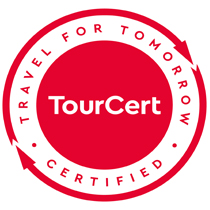 TRAVEL FOR TOMORROW
TourCert
· CERTIFIED ·